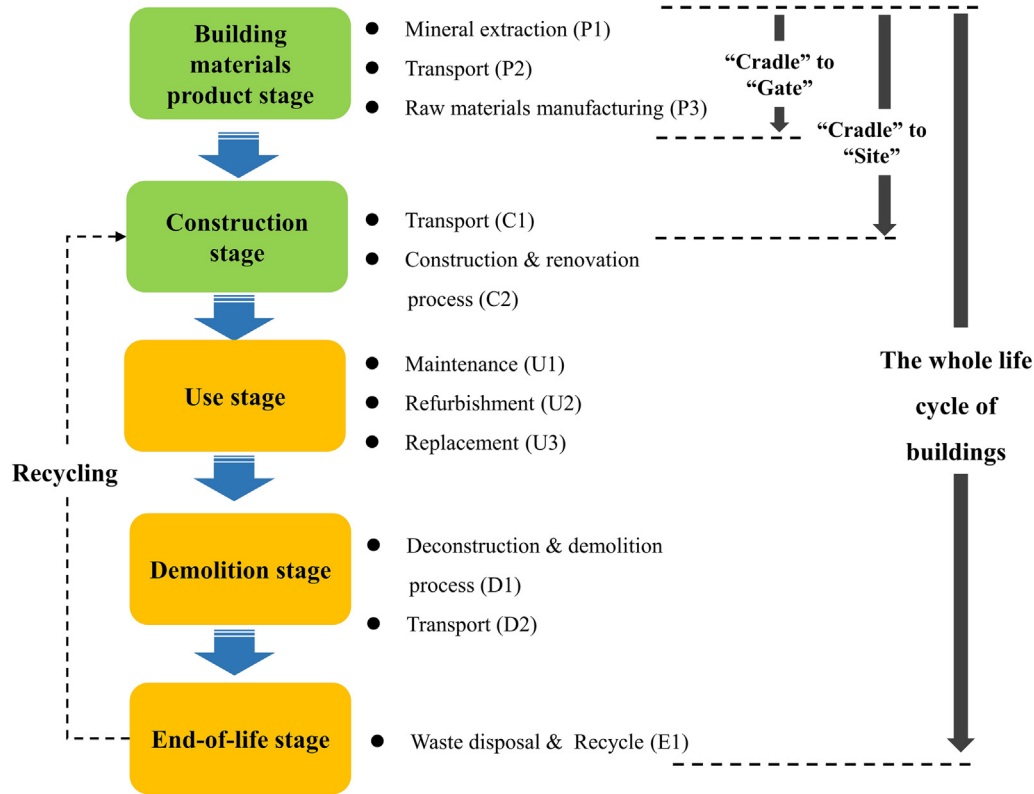 Building
materials
product stage
● Mineral extraction (P1)
● Transport (P2)
● Raw materials manufacturing (P3)
“Cradle” to
“Gate”
“Cradle” to
“Site”
Construction
stage
● Transport (C1)
● Construction & renovation
process (C2)
Use stage
● Maintenance (U1)
● Refurbishment (U2)
● Replacement (U3)
The whole life
cycle of
buildings
Recycling
Demolition stage
● Deconstruction & demolition
process (D1)
● Transport (D2)
End-of-life stage
● Waste disposal & Recycle (E1)